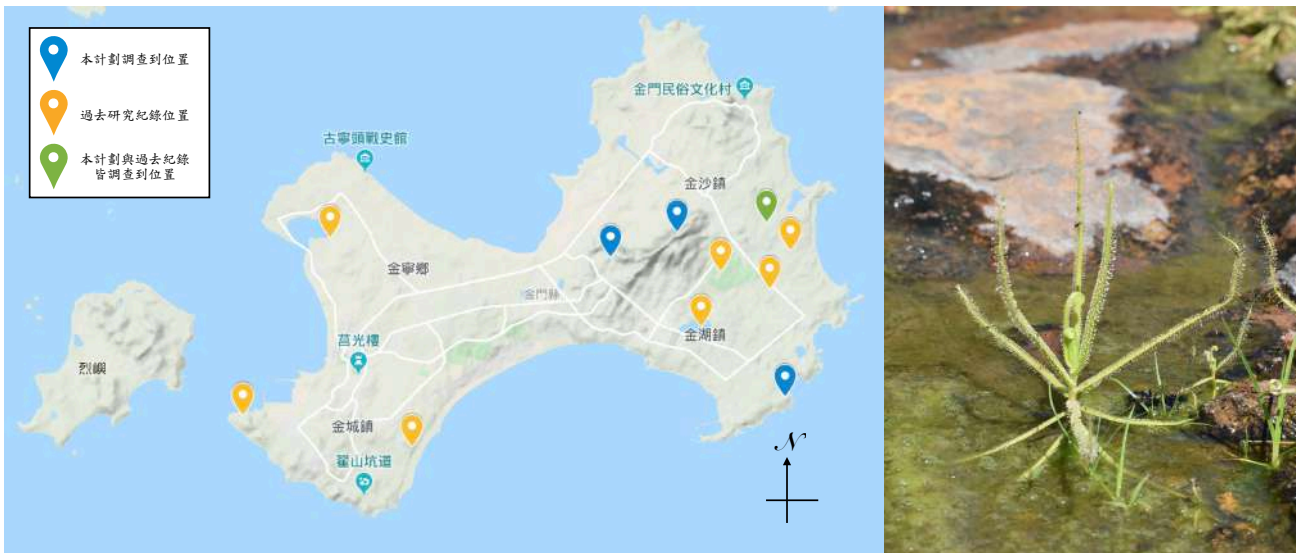 本計劃調查到位置
過去研究紀錄位置
本計劃與過去紀錄
皆調查到位置
金門民俗文化村
古寧頭戰史館
金沙鎮
金寧鄉
金門縣
金湖鎮
莒光樓
烈嶼
金城鎮
翟山坑道
N